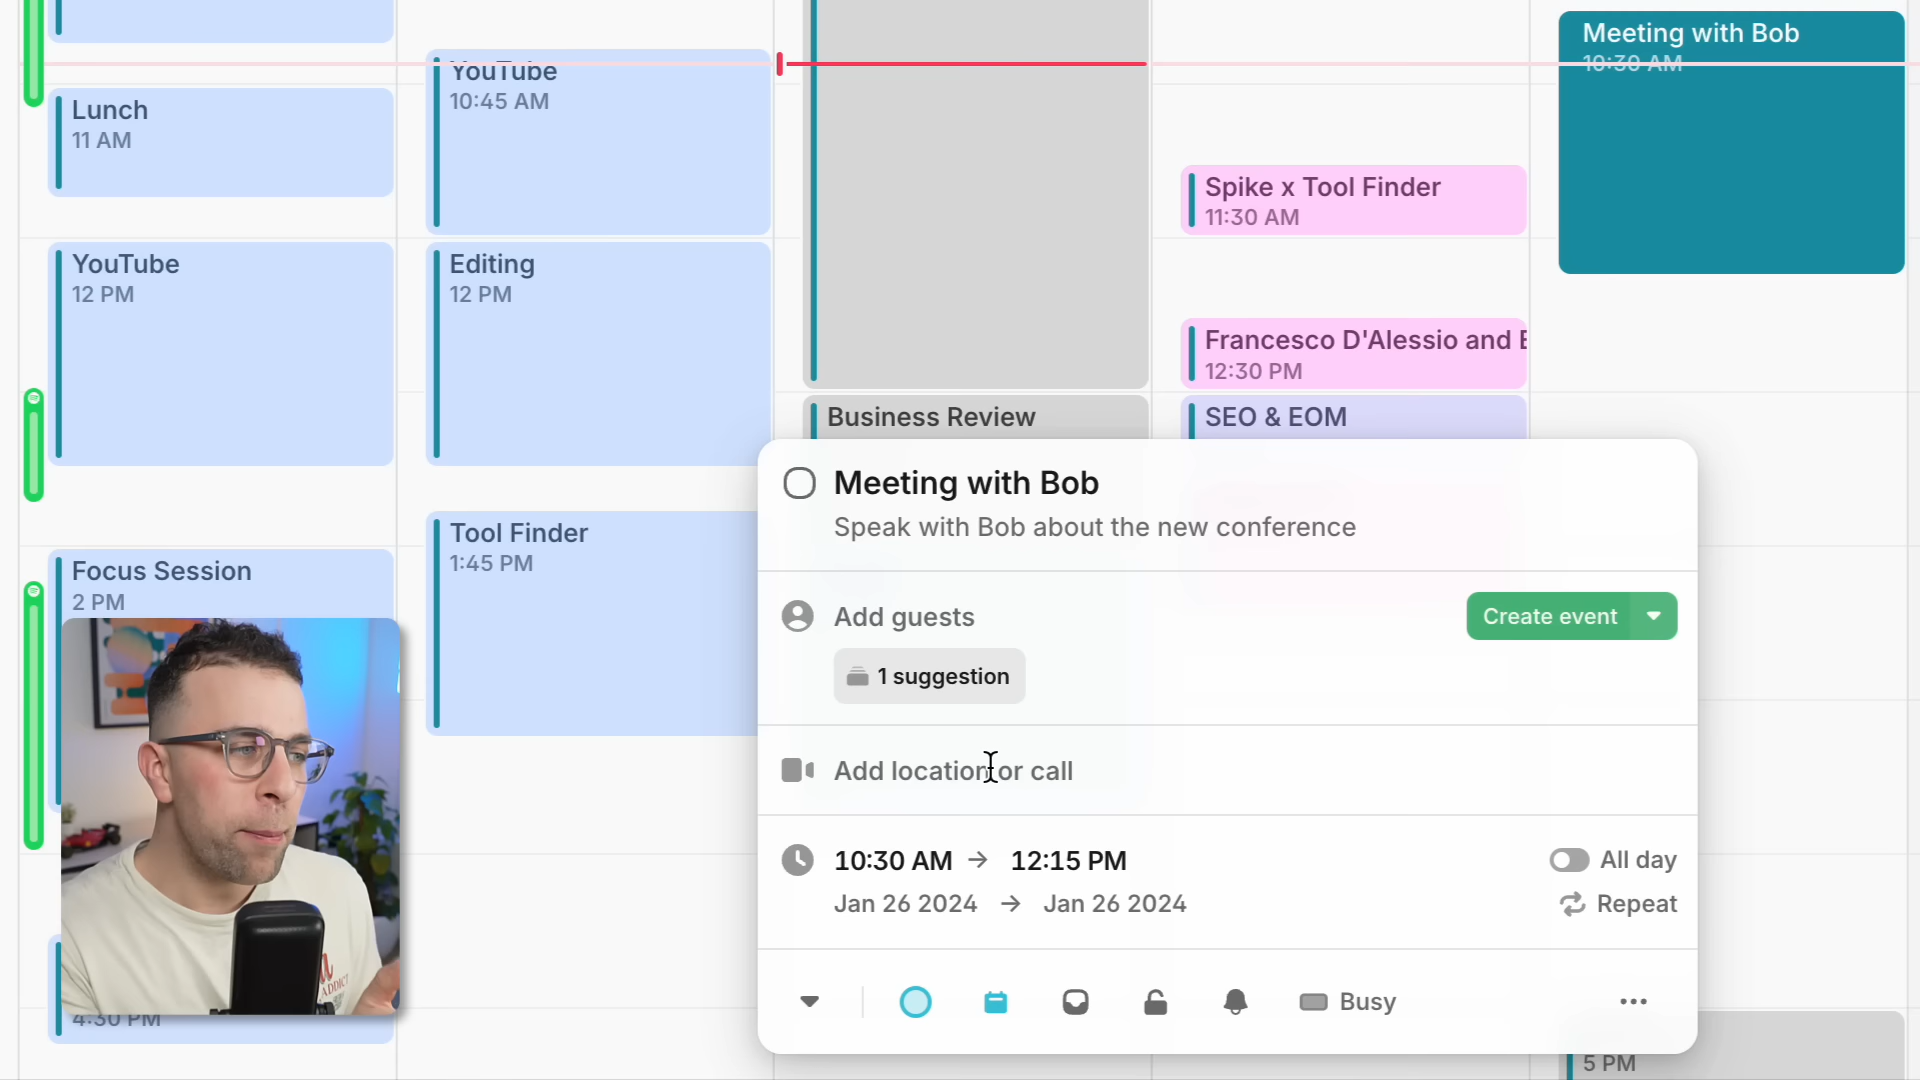 Lunch
11 AM
YouTube
12 PM
Focus Session
2 PM
4:30 PM
YouTube
10:45 AM
Editing
12 PM
Tool Finder
1:45 PM
Business Review
Spike x Tool Finder
11:30 AM
Francesco D'Alessio and
12:30 PM
SEO & EOM
Meeting with Bob
10:30 AM
Meeting with Bob
Speak with Bob about the new conference
Add guests
Create event
1 suggestion
Add location or call
10:30 AM → 12:15 PM
All day
Jan 26 2024 → Jan 26 2024
Repeat
Busy
5 PM
ADDICT